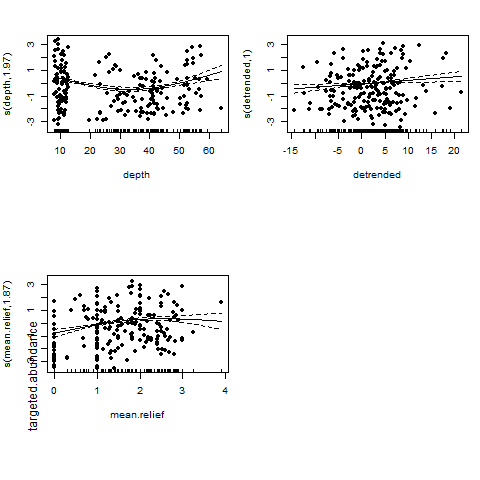 s(depth,1.97)
3
1
-1
-3
10 20 30 40 50 60
depth
s(detrended,1)
3
1
-1
-3
-15 -10 -5 0 5 10 15 20
detrended
s(mean.relief,1.87)
targeted.abundance
3
1
-1
-3
0 1 2 3 4
mean.relief